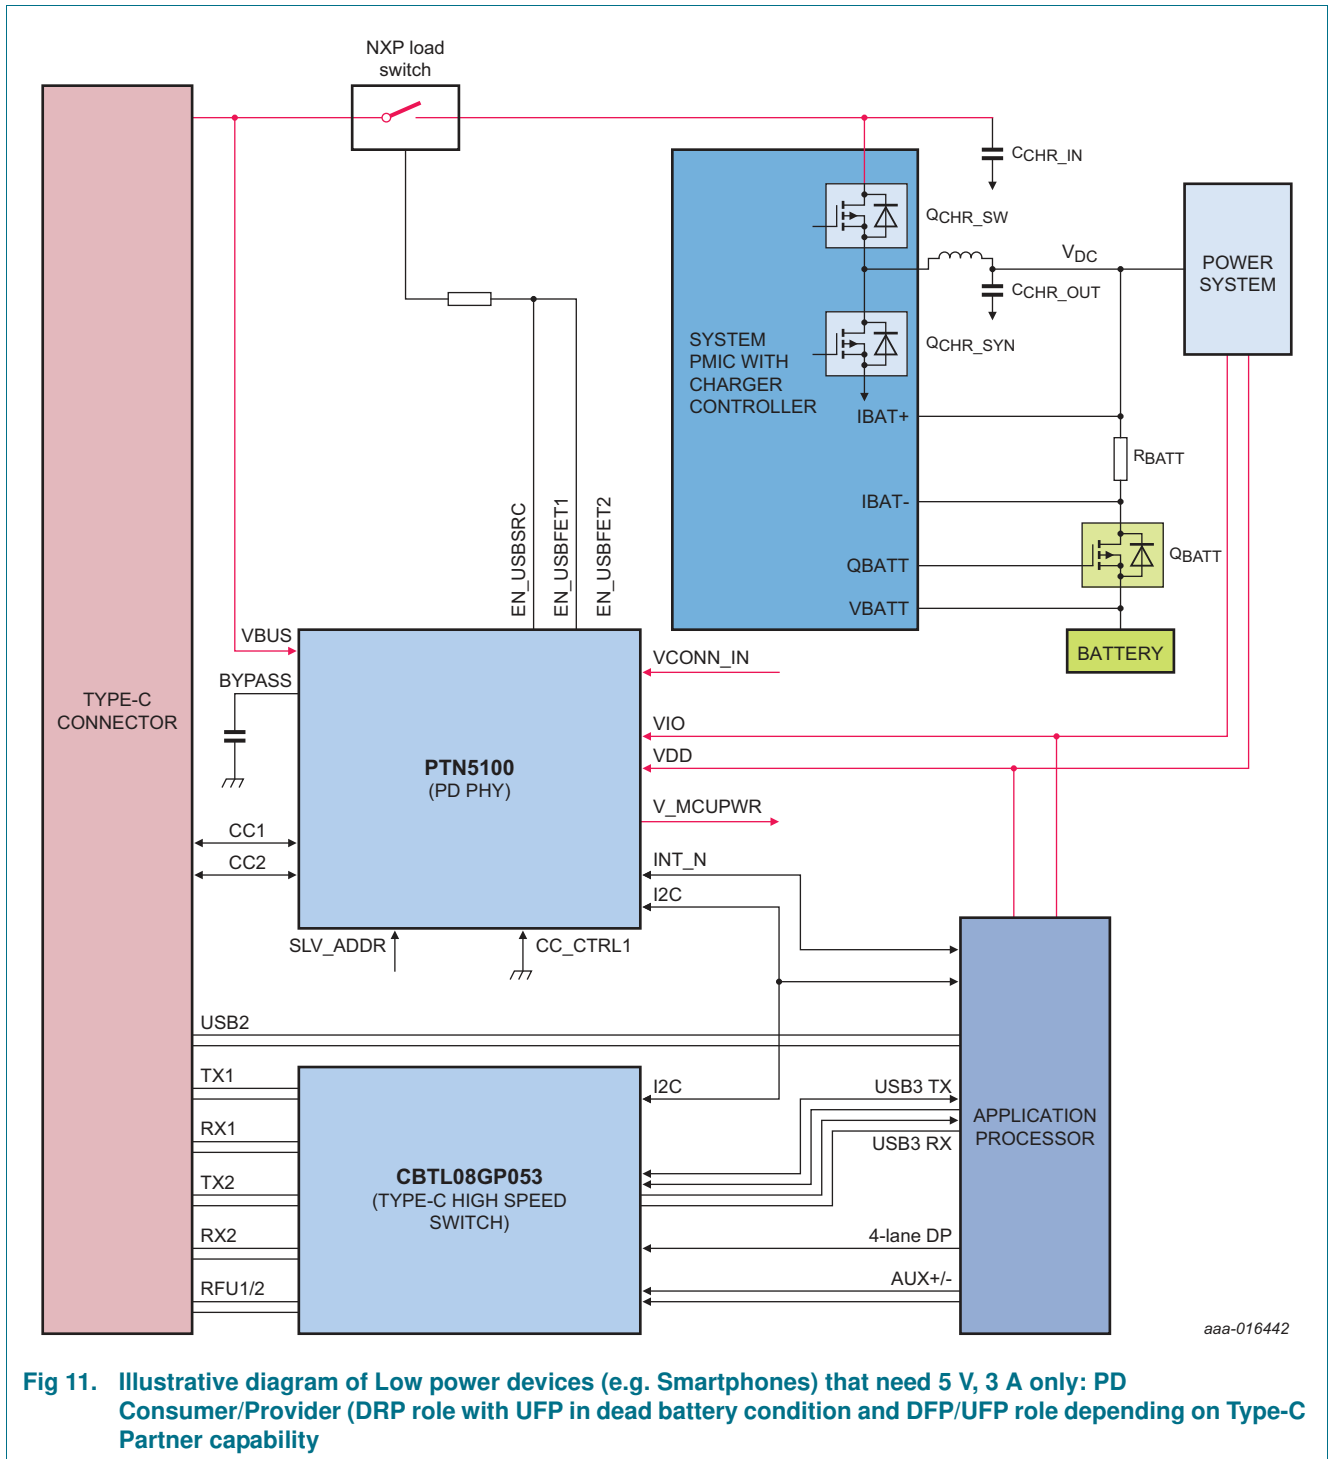 NXP load
switch
CCHR_IN
QCHR_SW
VDC
POWER
SYSTEM
CCHR_OUT
SYSTEM
PMIC WITH
CHARGER
CONTROLLER
QCHR_SYN
IBAT+
RBATT
IBAT-
QBATT
QBATT
VBATT
BATTERY
EN_USBSRC
EN_USBFET1
EN_USBFET2
VBUS
BYPASS
TYPE-C
CONNECTOR
VCONN_IN
VIO
VDD
PTN5100
(PD PHY)
V_MCUPWR
CC1
CC2
INT_N
I2C
SLV_ADDR
CC_CTRL1
USB2
TX1
RX1
TX2
RX2
RFU1/2
I2C
CBTL08GP053
(TYPE-C HIGH SPEED
SWITCH)
USB3 TX
USB3 RX
4-lane DP
AUX+/-
APPLICATION
PROCESSOR
aaa-016442
Fig 11. Illustrative diagram of Low power devices (e.g. Smartphones) that need 5 V, 3 A only: PD
Consumer/Provider (DRP role with UFP in dead battery condition and DFP/UFP role depending on Type-C
Partner capability